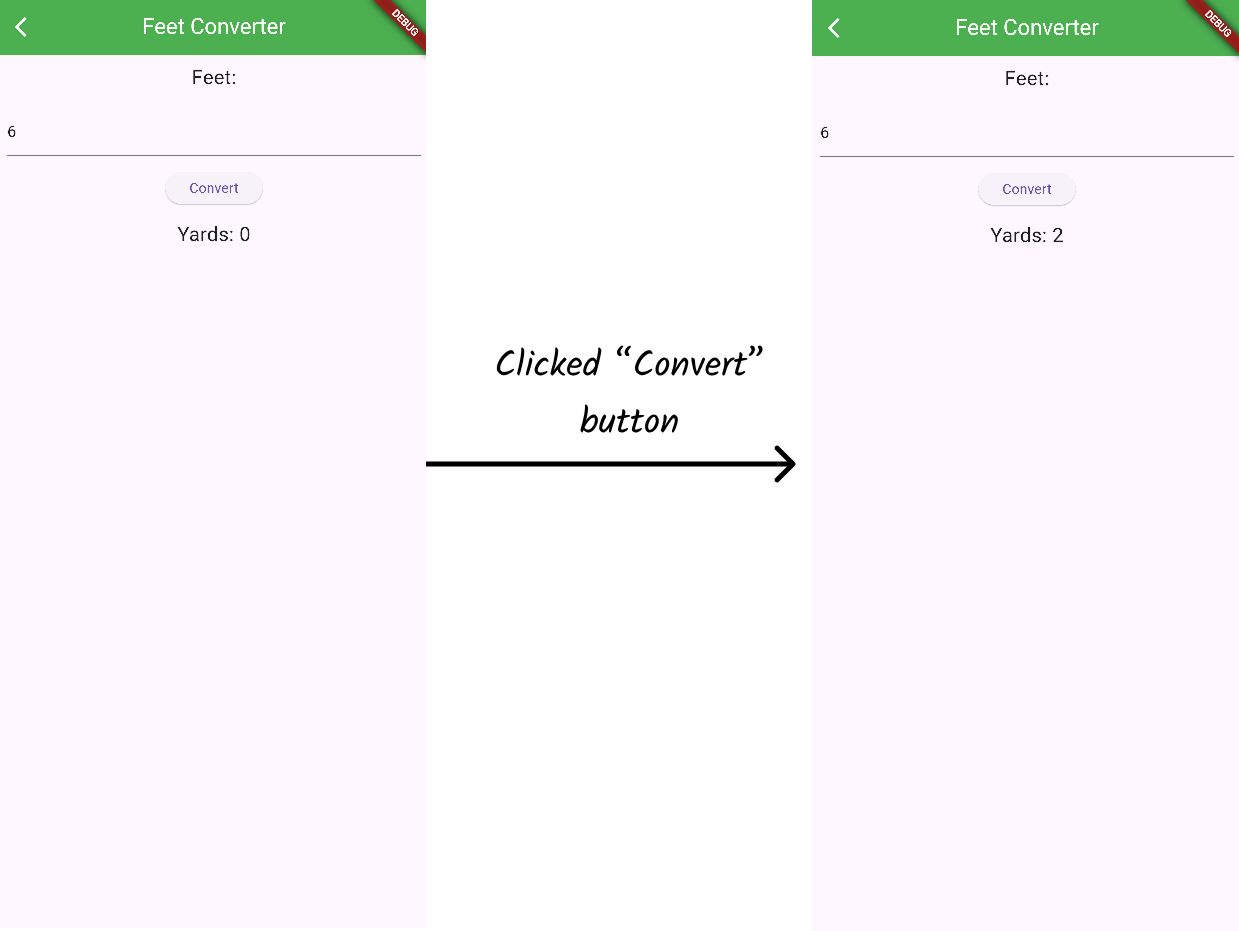 Feet Converter
DEBUG
Feet:
6
Convert
Yards: 0
Clicked “Convert”
button
Feet Converter
DEBUG
Feet:
6
Convert
Yards: 2